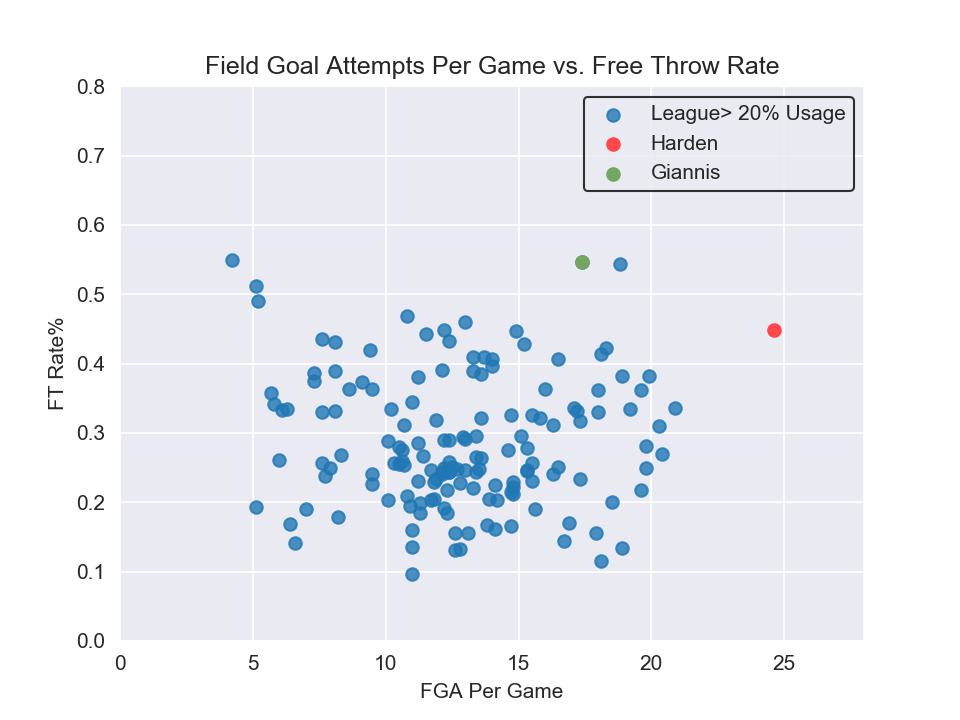 Field Goal Attempts Per Game vs. Free Throw Rate
0.8
0.7
0.6
0.5
0.4
0.3
0.2
0.1
0.0
FT Rate%
League> 20% Usage
Harden
Giannis
0 5 10 15 20 25
FGA Per Game